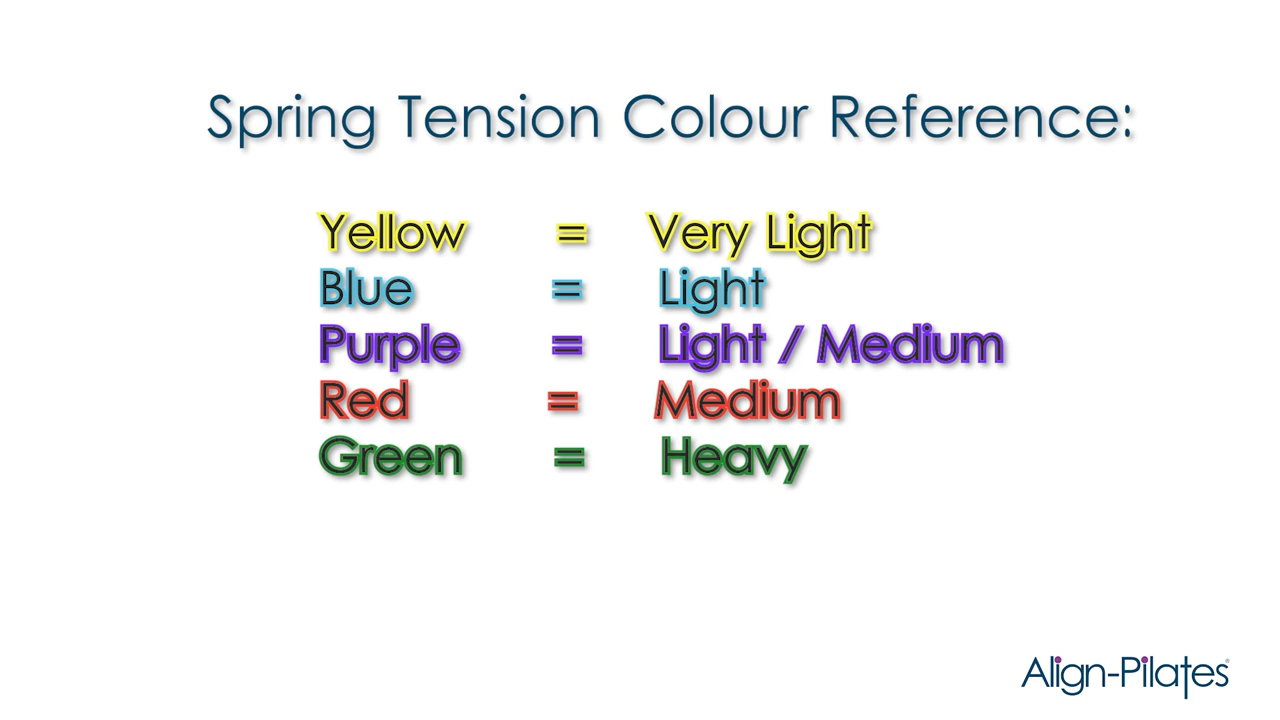 Spring Tension Colour Reference:
Yellow = Very Light
Blue = Light
Purple = Light / Medium
Red = Medium
Green = Heavy
Align-Pilates